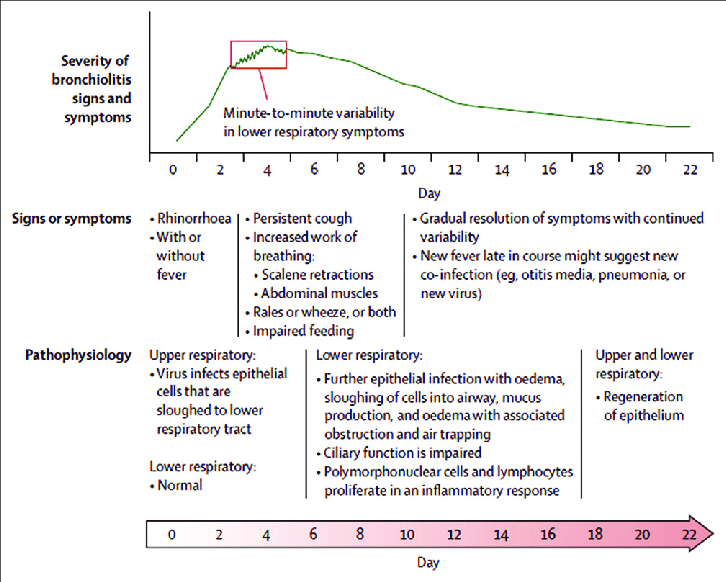 Severity of
bronchiolitis
signs and
symptoms
Minute-to-minute variability
in lower respiratory symptoms
0 2 4 6 8 10 12 14 16 18 20 22
Day
Signs or symptoms
• Rhinorrhoea
• With or
without
fever
• Persistent cough
• Increased work of
breathing:
• Scalene retractions
• Abdominal muscles
• Rales or wheeze, or both
• Impaired feeding
• Gradual resolution of symptoms with continued
variability
• New fever late in course might suggest new
co-infection (eg, otitis media, pneumonia, or
new virus)
Pathophysiology
Upper respiratory:
• Virus infects epithelial
cells that are
sloughed to lower
respiratory tract
Lower respiratory:
• Normal
Lower respiratory:
• Further epithelial infection with oedema,
sloughing of cells into airway, mucus
production, and oedema with associated
obstruction and air trapping
• Ciliary function is impaired
• Polymorphonuclear cells and lymphocytes
proliferate in an inflammatory response
Upper and lower
respiratory:
• Regeneration
of epithelium
0 2 4 6 8 10 12 14 16 18 20 22
Day